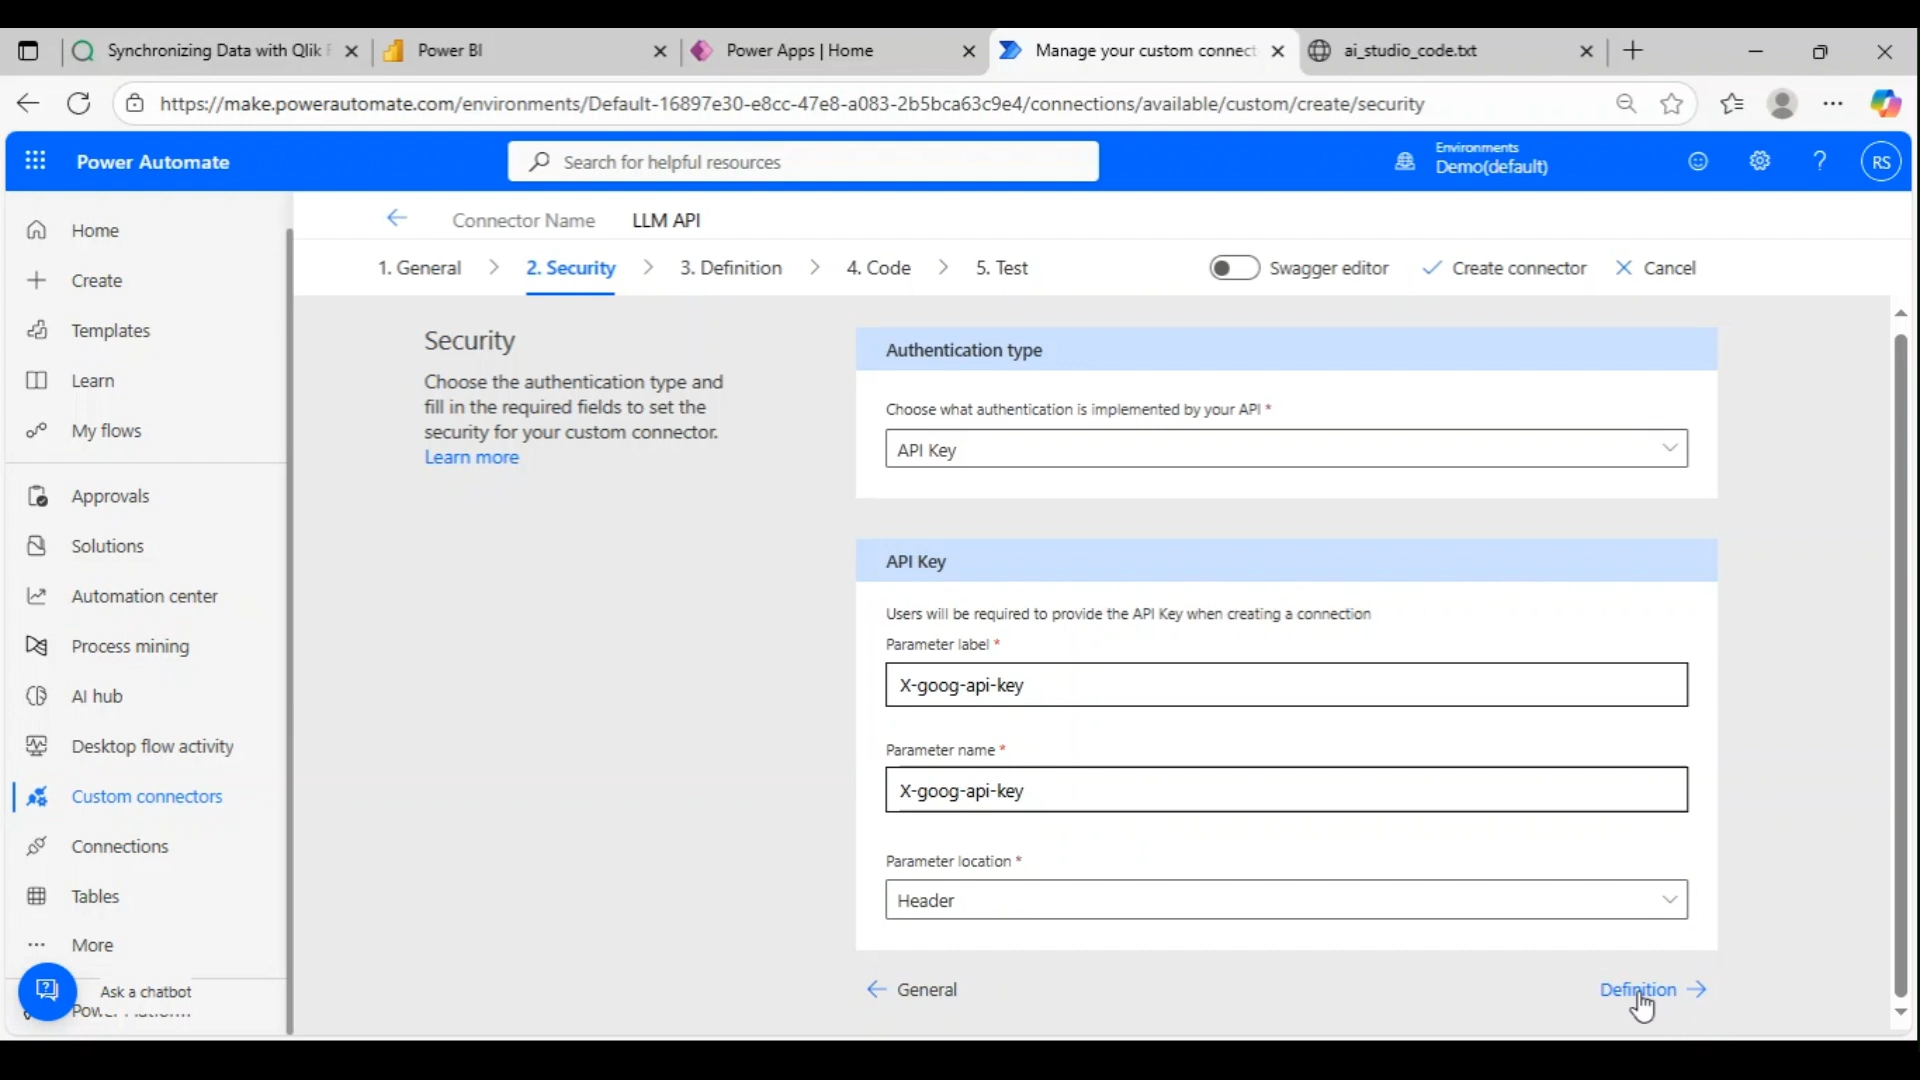 Synchronizing Data with Qlik
Power BI
Power Apps | Home
Manage your custom connect
ai_studio_code.txt
https://make.powerautomate.com/environments/Default-16897e30-e8cc-47e8-a083-2b5bca63c9e4/connections/available/custom/create/security
Power Automate
Search for helpful resources
Environments
Demo(default)
RS
Home
Create
Templates
Learn
My flows
Approvals
Solutions
Automation center
Process mining
AI hub
Desktop flow activity
Custom connectors
Connections
Tables
More
Ask a chatbot
Connector Name LLM API
1. General
2. Security
3. Definition
4. Code
5. Test
Swagger editor
Create connector
Cancel
Security
Choose the authentication type and
fill in the required fields to set the
security for your custom connector.
Learn more
Authentication type
Choose what authentication is implemented by your API *
API Key
API Key
Users will be required to provide the API Key when creating a connection
Parameter label *
X-goog-api-key
Parameter name *
X-goog-api-key
Parameter location *
Header
General
Definition